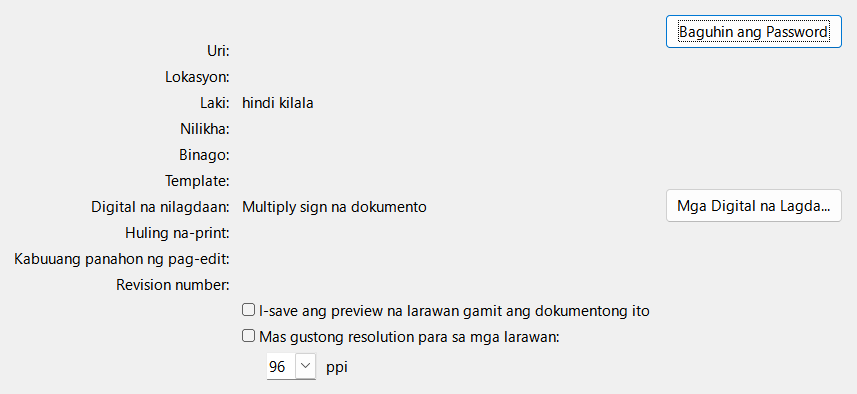 Baguhin ang Password
Uri:
Lokasyon:
Laki: hindi kilala
Nilikha:
Binago:
Template:
Digital na nilagdaan: Multiply sign na dokumento Mga Digital na Lagda...
Huling na-print:
Kabuuang panahon ng pag-edit:
Revision number:
I-save ang preview na larawan gamit ang dokumentong ito
Mas gustong resolution para sa mga larawan:
96 ppi